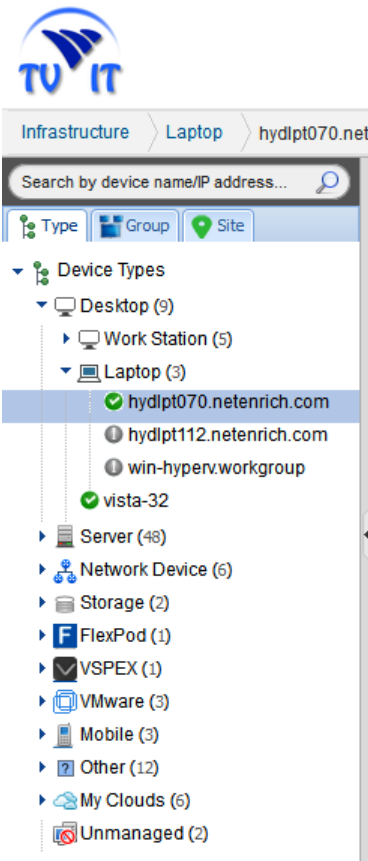 TV IT
Infrastructure Laptop hydlpt070.net
Search by device name/IP address...
Type Group Site
Device Types
Desktop (9)
Work Station (5)
Laptop (3)
hydlpt070.netenrich.com
hydlpt112.netenrich.com
win-hyperv.workgroup
vista-32
Server (48)
Network Device (6)
Storage (2)
F FlexPod (1)
VSPEX (1)
VMware (3)
Mobile (3)
? Other (12)
My Clouds (6)
Unmanaged (2)